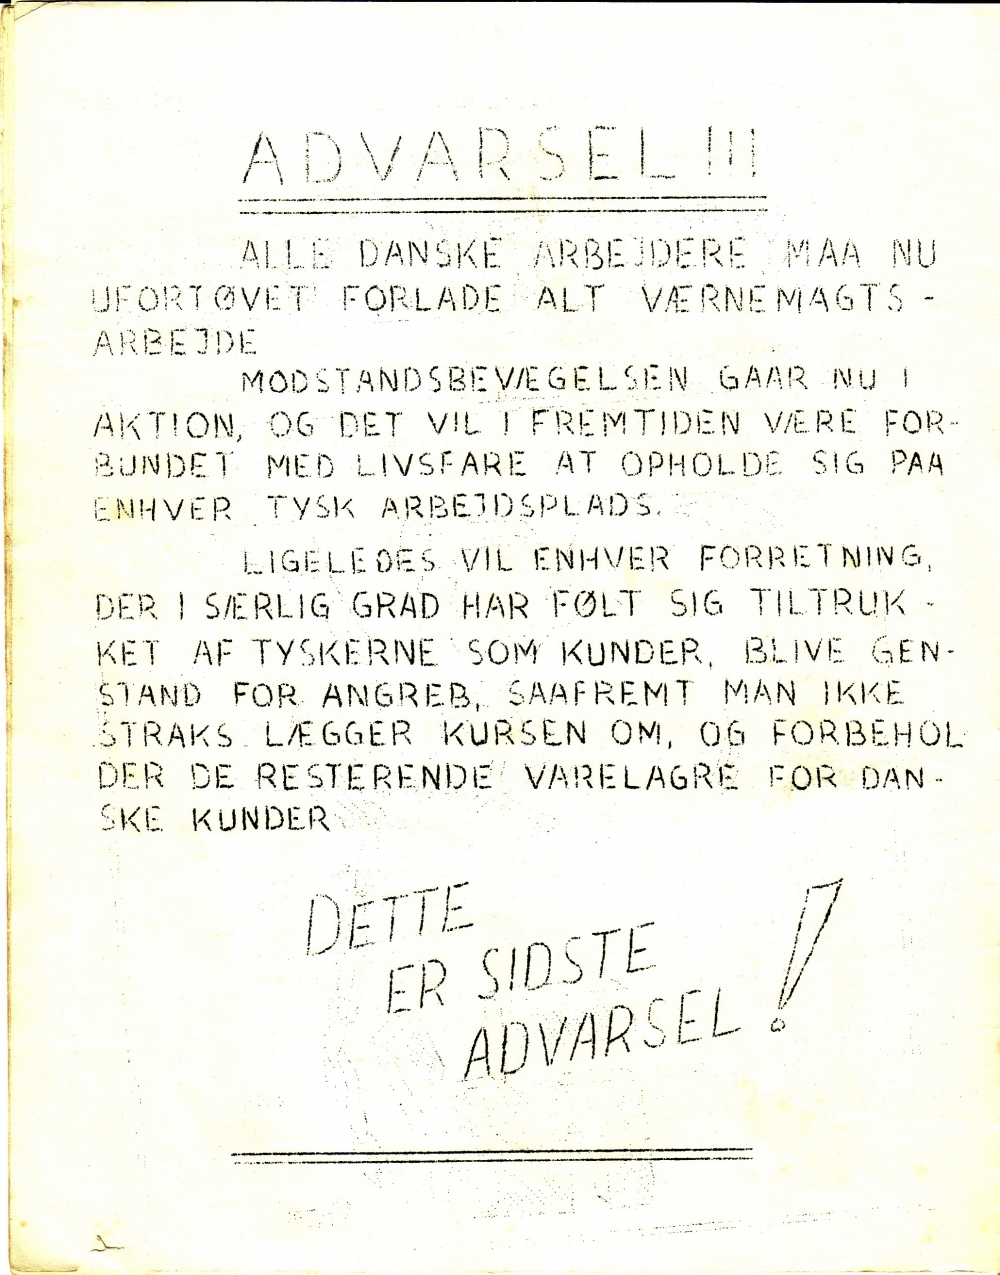 ADVARSEL !!!
ALLE DANSKE ARBEJDERE MAA NU
UFORTØVET FORLADE ALT VÆRNEMAGTS-
ARBEJDE
MODSTANDSBEVÆGELSEN GAAR NU I
AKTION, OG DET VIL I FREMTIDEN VÆRE FOR-
BUNDET MED LIVSFARE AT OPHOLDE SIG PAA
ENHVER TYSK ARBEJDSPLADS.
LIGELEDES VIL ENHVER FORRETNING,
DER I SÆRLIG GRAD HAR FØLT SIG TILTRUK-
KET AF TYSKERNE SOM KUNDER, BLIVE GEN-
STAND FOR ANGREB, SAAFREMT MAN IKKE
STRAKS LÆGGER KURSEN OM, OG FORBEHOL
DER DE RESTERENDE VARELAGRE FOR DAN-
SKE KUNDER
DETTE
ER SIDSTE
ADVARSEL!